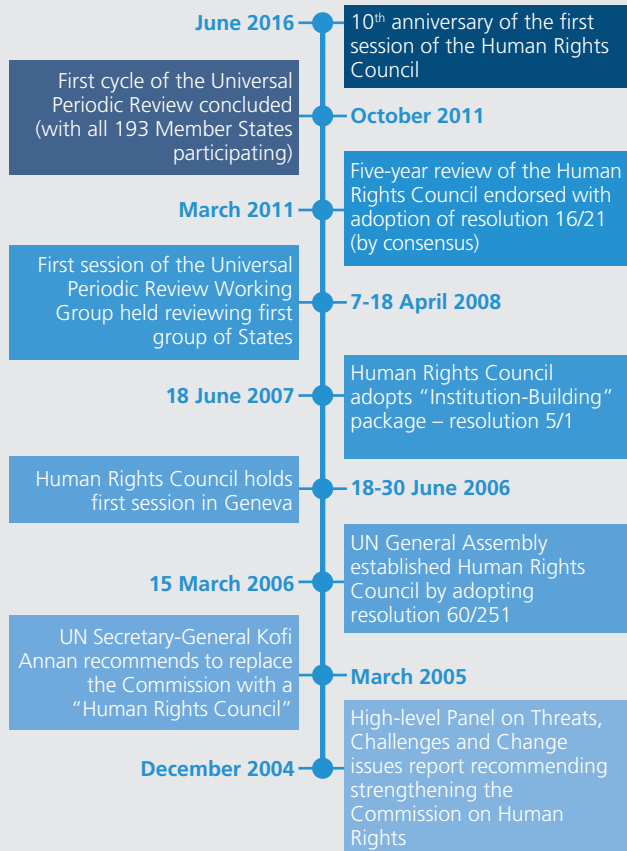 June 2016
10th anniversary of the first
session of the Human Rights
Council
First cycle of the Universal
Periodic Review concluded
(with all 193 Member States
participating)
October 2011
March 2011
Five-year review of the Human
Rights Council endorsed with
adoption of resolution 16/21
(by consensus)
First session of the Universal
Periodic Review Working
Group held reviewing first
group of States
7-18 April 2008
18 June 2007
Human Rights Council
adopts “Institution-Building”
package – resolution 5/1
Human Rights Council holds
first session in Geneva
18-30 June 2006
15 March 2006
UN General Assembly
established Human Rights
Council by adopting
resolution 60/251
UN Secretary-General Kofi
Annan recommends to replace
the Commission with a
“Human Rights Council”
March 2005
December 2004
High-level Panel on Threats,
Challenges and Change
issues report recommending
strengthening the
Commission on Human
Rights